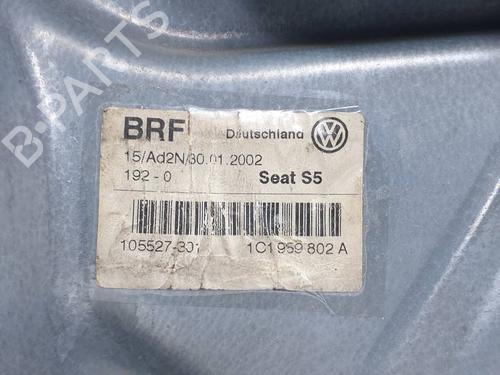 B-PARTS
BRF Deutschland
15/Ad2N/30.01.2002
192 - 0 Seat S5
105527-301 1C1 959 802 A